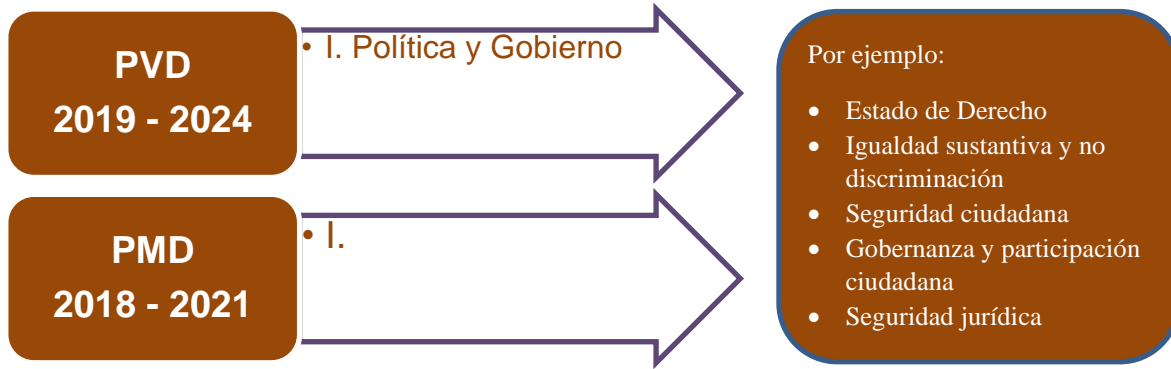 PVD
2019 - 2024
• I. Política y Gobierno
PMD
2018 - 2021
• I.
Por ejemplo:
• Estado de Derecho
• Igualdad sustantiva y no
discriminación
• Seguridad ciudadana
• Gobernanza y participación
ciudadana
• Seguridad jurídica